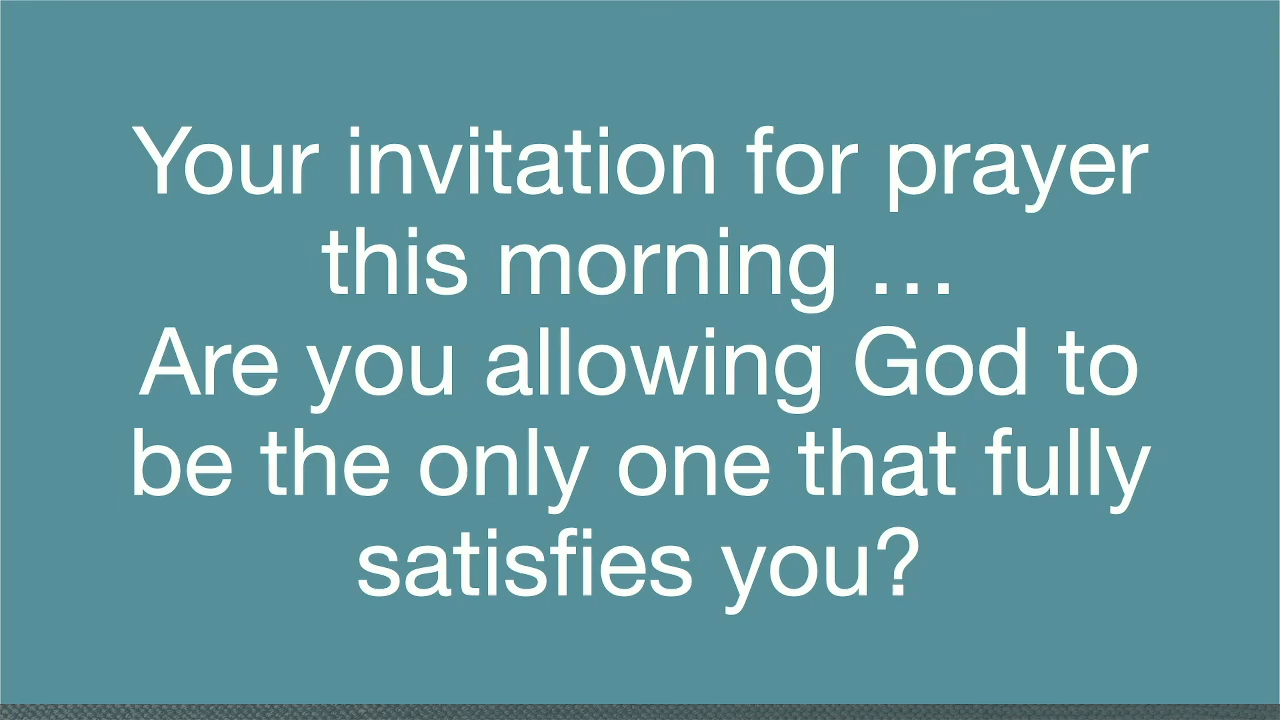 Your invitation for prayer
this morning …
Are you allowing God to
be the only one that fully
satisfies you?